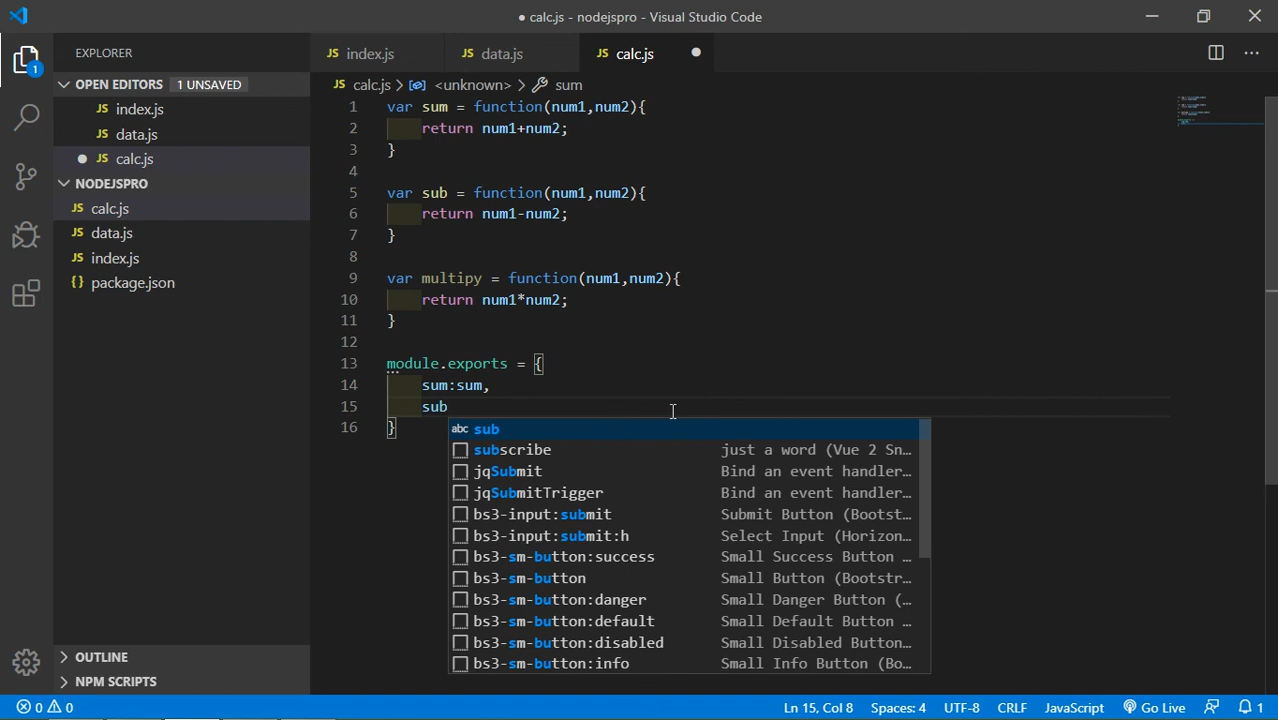 ● calc.js - nodejspro - Visual Studio Code
EXPLORER
JS index.js
JS data.js
JS calc.js ●
1
OPEN EDITORS 1 UNSAVED
JS calc.js > <unknown> > sum
JS index.js
JS data.js
● JS calc.js
NODEJSPRO
JS calc.js
JS data.js
JS index.js
{} package.json
1 var sum = function(num1,num2){
2 return num1+num2;
3 }
4
5 var sub = function(num1,num2){
6 return num1-num2;
7 }
8
9 var multipy = function(num1,num2){
10 return num1*num2;
11 }
12
13 module.exports = {
14 sum:sum,
15 sub
16 }
abc sub
subscribe just a word (Vue 2 Sn…
jqSubmit Bind an event handler…
jqSubmitTrigger Bind an event handler…
bs3-input:submit Submit Button (Bootst…
bs3-input:submit:h Select Input (Horizon…
bs3-sm-button:success Small Success Button …
bs3-sm-button Small Button (Bootstr…
bs3-sm-button:danger Small Danger Button (…
bs3-sm-button:default Small Default Button …
bs3-sm-button:disabled Small Disabled Button…
bs3-sm-button:info Small Info Button (Bo…
OUTLINE
NPM SCRIPTS
0 0 Ln 15, Col 8 Spaces: 4 UTF-8 CRLF JavaScript Go Live 1